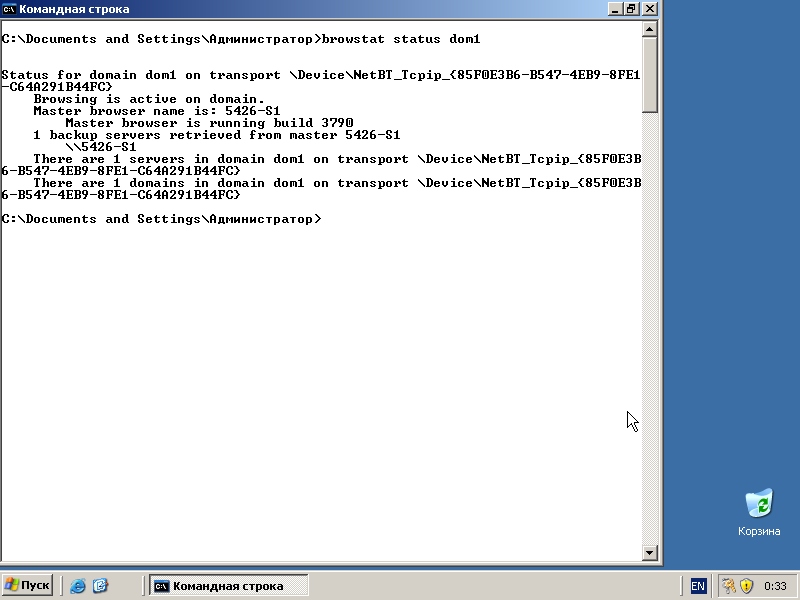 Командная строка
C:\Documents and Settings\Администратор>browstat status dom1
Status for domain dom1 on transport \Device\NetBT_Tcpip_{85F0E3B6-B547-4EB9-8FE1
-C64A291B44FC}
Browsing is active on domain.
Master browser name is: 5426-S1
Master browser is running build 3790
1 backup servers retrieved from master 5426-S1
\\5426-S1
There are 1 servers in domain dom1 on transport \Device\NetBT_Tcpip_{85F0E3B
6-B547-4EB9-8FE1-C64A291B44FC}
There are 1 domains in domain dom1 on transport \Device\NetBT_Tcpip_{85F0E3B
6-B547-4EB9-8FE1-C64A291B44FC}
C:\Documents and Settings\Администратор>
Корзина
Пуск
Командная строка
EN
0:33